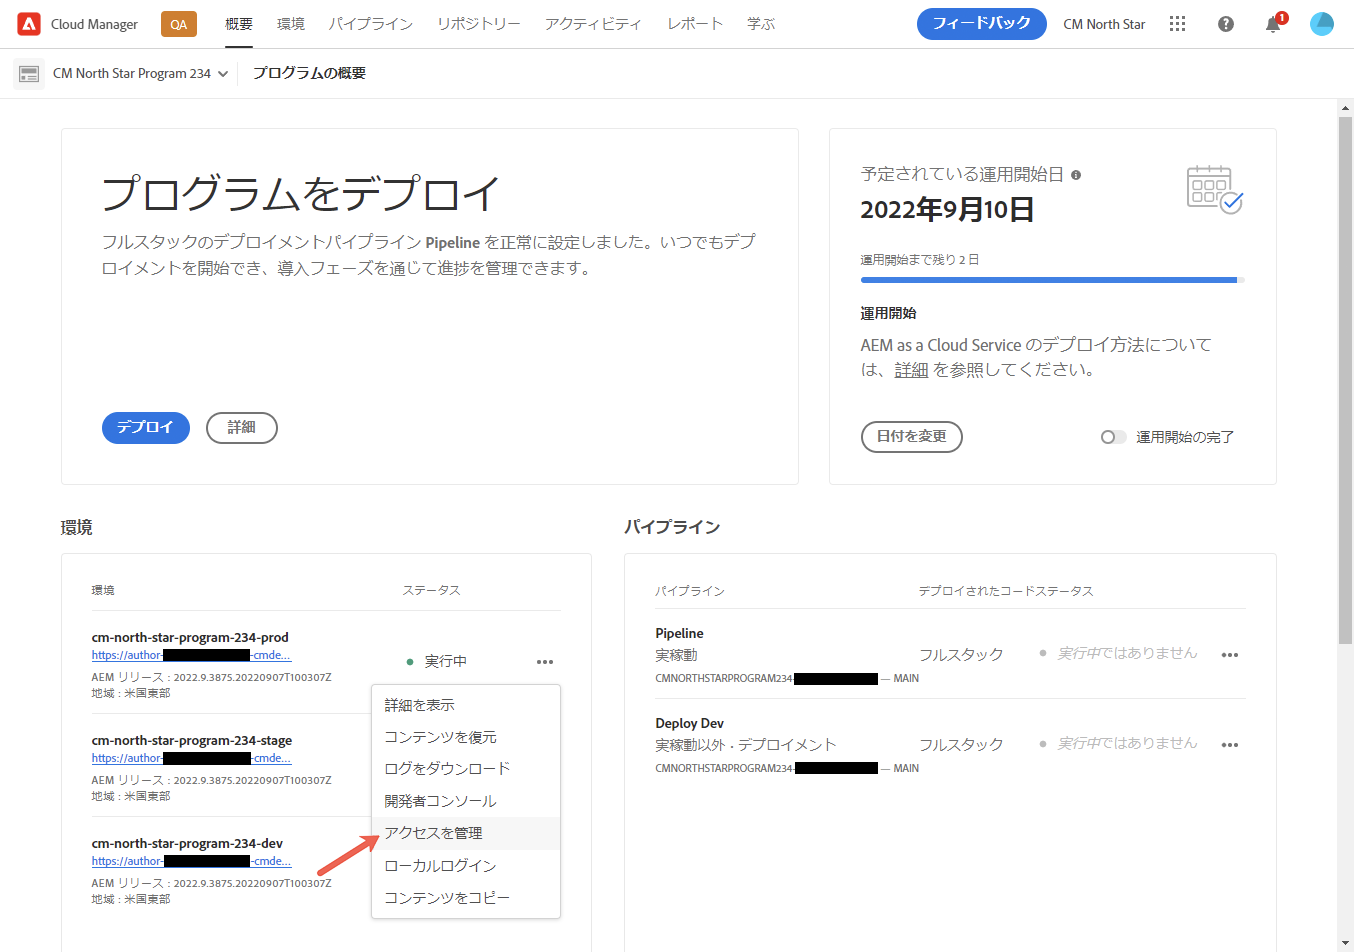 Cloud Manager QA 概要 環境 パイプライン リポジトリー アクティビティ レポート 学ぶ フィードバック CM North Star 1
CM North Star Program 234 プログラムの概要
プログラムをデプロイ
フルスタックのデプロイメントパイプライン Pipeline を正常に設定しました。いつでもデプ
ロイメントを開始でき、導入フェーズを通じて進捗を管理できます。
デプロイ 詳細
予定されている運用開始日
2022年9月10日
運用開始まで残り 2 日
運用開始
AEM as a Cloud Service のデプロイ方法について
は、詳細 を参照してください。
日付を変更 運用開始の完了
環境
環境 ステータス
cm-north-star-program-234-prod
https://author- -cmde...
AEM リリース : 2022.9.3875.20220907T100307Z
地域 : 米国東部
実行中
cm-north-star-program-234-stage
https://author- -cmde...
AEM リリース : 2022.9.3875.20220907T100307Z
地域 : 米国東部
cm-north-star-program-234-dev
https://author- -cmde...
AEM リリース : 2022.9.3875.20220907T100307Z
地域 : 米国東部
詳細を表示
コンテンツを復元
ログをダウンロード
開発者コンソール
アクセスを管理
ローカルログイン
コンテンツをコピー
パイプライン
パイプライン デプロイされたコードステータス
Pipeline
実稼動 フルスタック 実行中ではありません
CMNORTHSTARPROGRAM234- — MAIN
Deploy Dev
実稼動以外 · デプロイメント フルスタック 実行中ではありません
CMNORTHSTARPROGRAM234- — MAIN